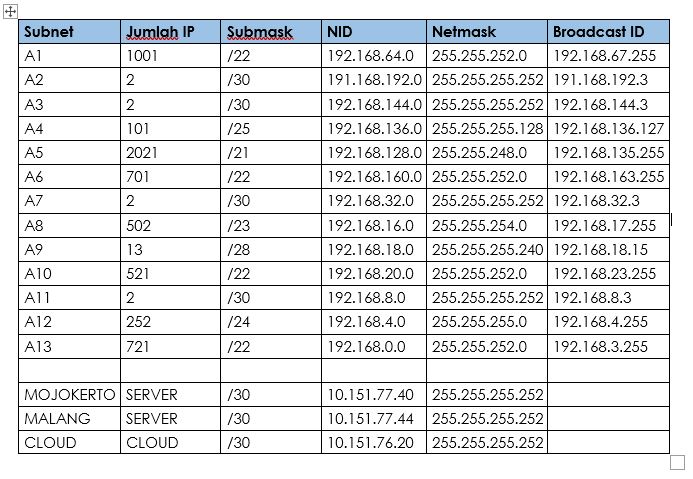 Subnet Jumlah IP Submask NID Netmask Broadcast ID
A1 1001 /22 192.168.64.0 255.255.252.0 192.168.67.255
A2 2 /30 191.168.192.0 255.255.255.252 191.168.192.3
A3 2 /30 192.168.144.0 255.255.255.252 192.168.144.3
A4 101 /25 192.168.136.0 255.255.255.128 192.168.136.127
A5 2021 /21 192.168.128.0 255.255.248.0 192.168.135.255
A6 701 /22 192.168.160.0 255.255.252.0 192.168.163.255
A7 2 /30 192.168.32.0 255.255.255.252 192.168.32.3
A8 502 /23 192.168.16.0 255.255.254.0 192.168.17.255
A9 13 /28 192.168.18.0 255.255.255.240 192.168.18.15
A10 521 /22 192.168.20.0 255.255.252.0 192.168.23.255
A11 2 /30 192.168.8.0 255.255.255.252 192.168.8.3
A12 252 /24 192.168.4.0 255.255.255.0 192.168.4.255
A13 721 /22 192.168.0.0 255.255.252.0 192.168.3.255
MOJOKERTO SERVER /30 10.151.77.40 255.255.255.252
MALANG SERVER /30 10.151.77.44 255.255.255.252
CLOUD CLOUD /30 10.151.76.20 255.255.255.252